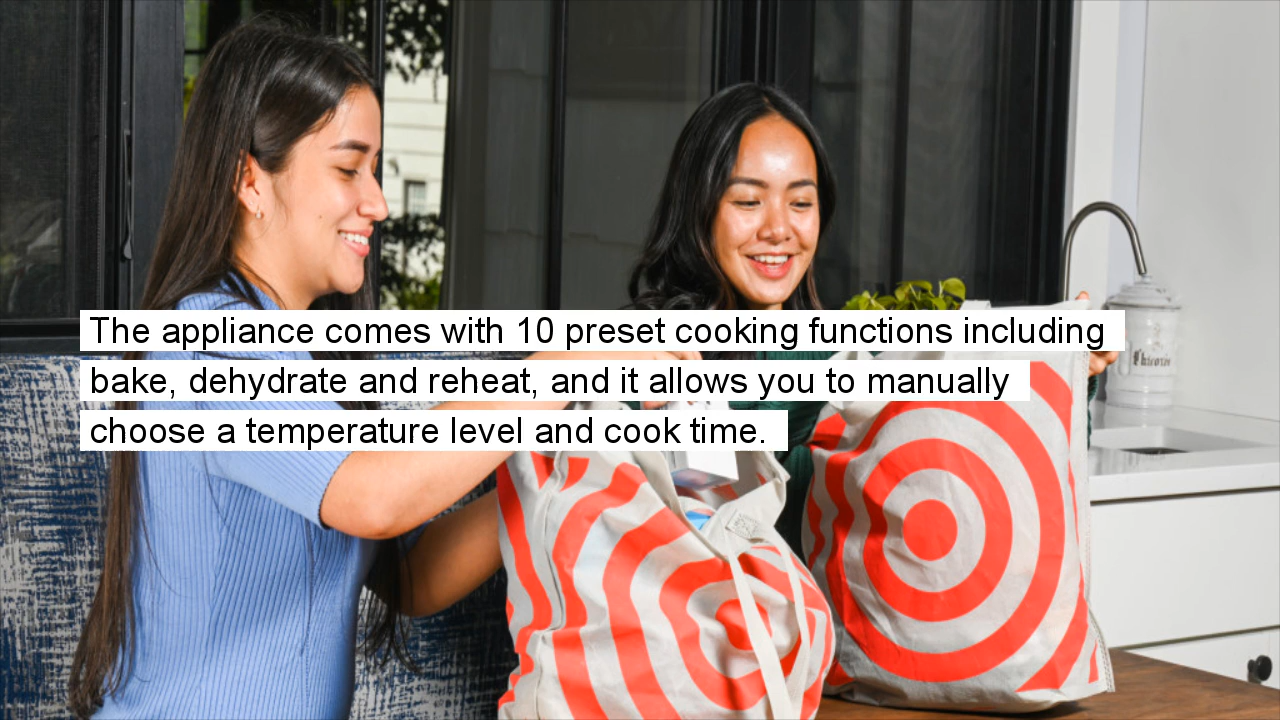 The appliance comes with 10 preset cooking functions including
bake, dehydrate and reheat, and it allows you to manually
choose a temperature level and cook time.